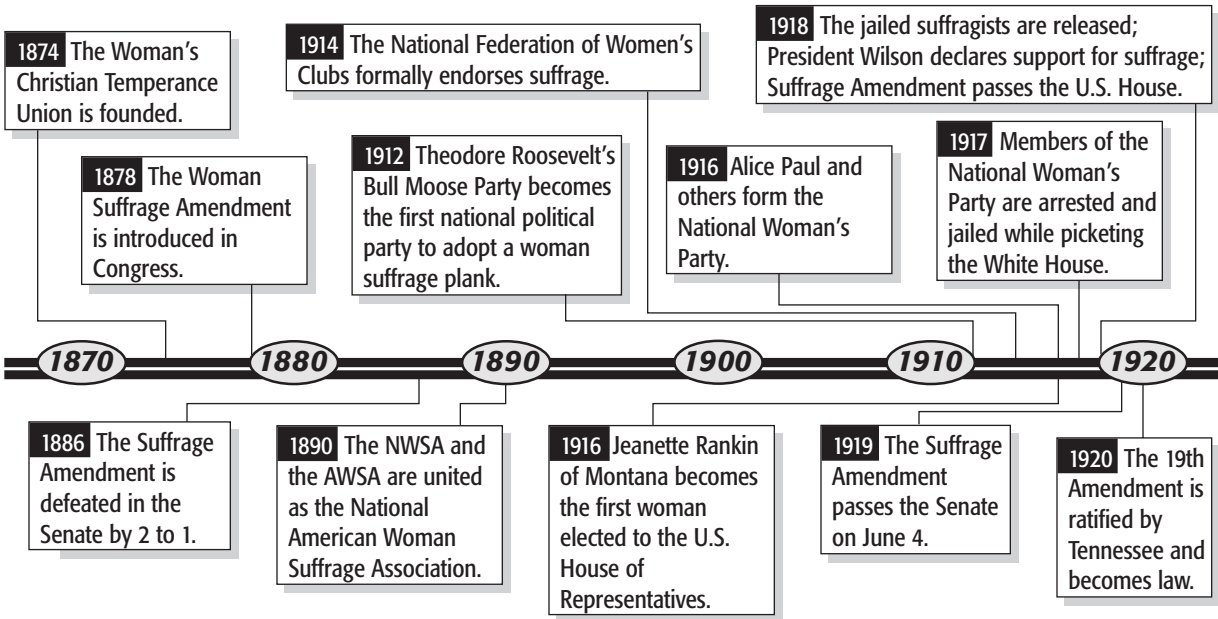 1874 The Woman's
Christian Temperance
Union is founded.
1878 The Woman
Suffrage Amendment
is introduced in
Congress.
1914 The National Federation of Women's
Clubs formally endorses suffrage.
1912 Theodore Roosevelt's
Bull Moose Party becomes
the first national political
party to adopt a woman
suffrage plank.
1916 Alice Paul and
others form the
National Woman's
Party.
1918 The jailed suffragists are released;
President Wilson declares support for suffrage;
Suffrage Amendment passes the U.S. House.
1917 Members of the
National Woman's
Party are arrested and
jailed while picketing
the White House.
1870 1880 1890 1900 1910 1920
1886 The Suffrage
Amendment is
defeated in the
Senate by 2 to 1.
1890 The NWSA and
the AWSA are united
as the National
American Woman
Suffrage Association.
1916 Jeanette Rankin
of Montana becomes
the first woman
elected to the U.S.
House of
Representatives.
1919 The Suffrage
Amendment
passes the Senate
on June 4.
1920 The 19th
Amendment is
ratified by
Tennessee and
becomes law.